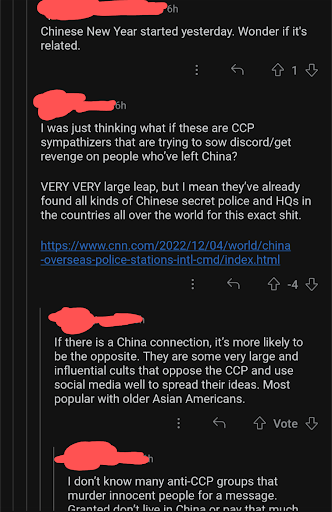 6h
Chinese New Year started yesterday. Wonder if it's
related.
1
6h
I was just thinking what if these are CCP
sympathizers that are trying to sow discord/get
revenge on people who've left China?
VERY VERY large leap, but I mean they've already
found all kinds of Chinese secret police and HQs in
the countries all over the world for this exact shit.
https://www.cnn.com/2022/12/04/world/china
-overseas-police-stations-intl-cmd/index.html
-4
h
If there is a China connection, it's more likely to
be the opposite. They are some very large and
influential cults that oppose the CCP and use
social media well to spread their ideas. Most
popular with older Asian Americans.
Vote
h
I don't know many anti-CCP groups that
murder innocent people for a message.
Granted don't live in China or pay that much